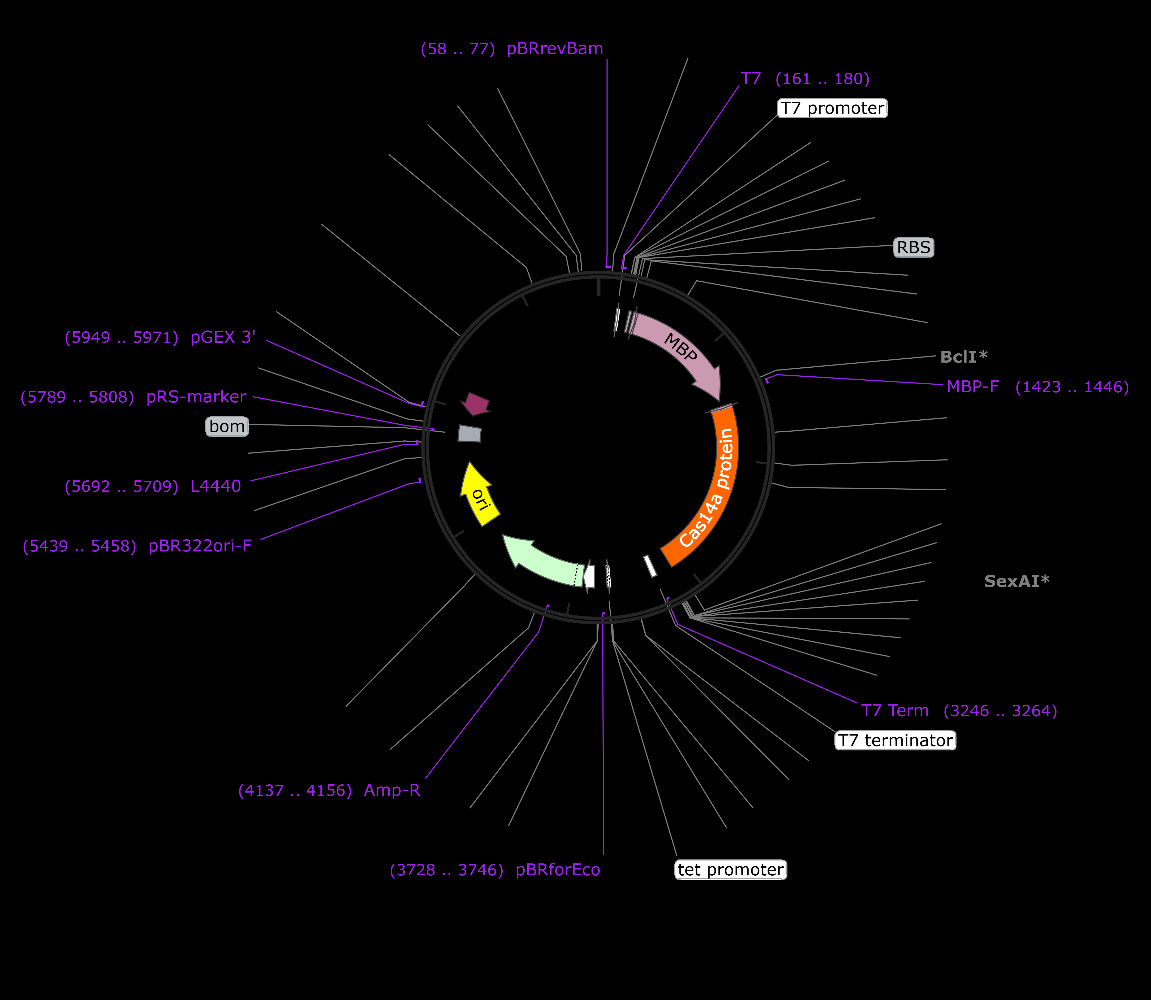 (58 .. 77) pBRrevBam
T7 (161 .. 180)
T7 promoter
RBS
BclI*
MBP-F (1423 .. 1446)
SexAI*
T7 Term (3246 .. 3264)
T7 terminator
tet promoter
(3728 .. 3746) pBRforEco
(4137 .. 4156) Amp-R
(5439 .. 5458) pBR322ori-F
(5692 .. 5709) L4440
bom
(5789 .. 5808) pRS-marker
(5949 .. 5971) pGEX 3'
MBP
Cas14a protein
ori